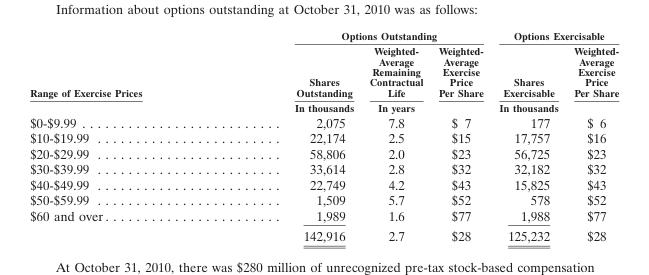 Information about options outstanding at October 31, 2010 was as follows:
Options Outstanding Options Exercisable
Weighted- Weighted- Weighted-
Average Average Average
Remaining Exercise Exercise
Shares Contractual Price Shares Price
Range of Exercise Prices Outstanding Life Per Share Exercisable Per Share
In thousands In years In thousands
$0-$9.99 . . . . . . . . . . . . . . . . . . . . . . . . . . 2,075 7.8 $ 7 177 $ 6
$10-$19.99 . . . . . . . . . . . . . . . . . . . . . . . . 22,174 2.5 $15 17,757 $16
$20-$29.99 . . . . . . . . . . . . . . . . . . . . . . . . 58,806 2.0 $23 56,725 $23
$30-$39.99 . . . . . . . . . . . . . . . . . . . . . . . . 33,614 2.8 $32 32,182 $32
$40-$49.99 . . . . . . . . . . . . . . . . . . . . . . . . 22,749 4.2 $43 15,825 $43
$50-$59.99 . . . . . . . . . . . . . . . . . . . . . . . . 1,509 5.7 $52 578 $52
$60 and over . . . . . . . . . . . . . . . . . . . . . . . 1,989 1.6 $77 1,988 $77
142,916 2.7 $28 125,232 $28
At October 31, 2010, there was $280 million of unrecognized pre-tax stock-based compensation